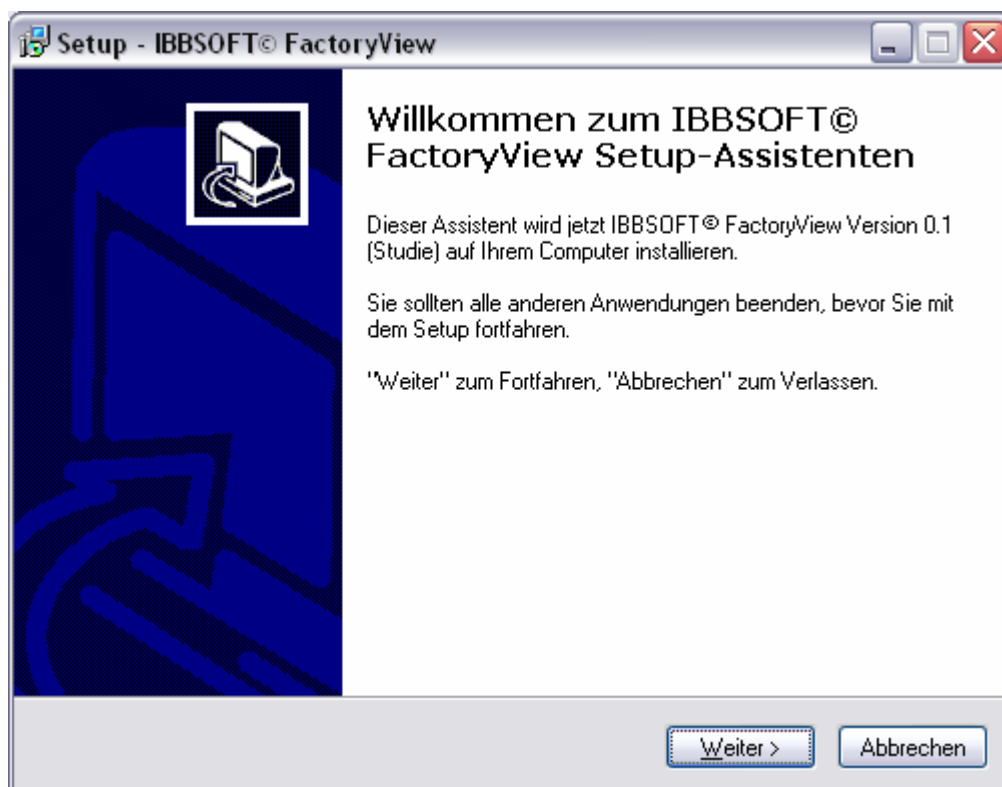 Setup - IBBSOFT© FactoryView
Willkommen zum IBBSOFT©
FactoryView Setup-Assistenten
Dieser Assistent wird jetzt IBBSOFT© FactoryView Version 0.1
(Studie) auf Ihrem Computer installieren.
Sie sollten alle anderen Anwendungen beenden, bevor Sie mit
dem Setup fortfahren.
"Weiter" zum Fortfahren, "Abbrechen" zum Verlassen.
Weiter >
Abbrechen